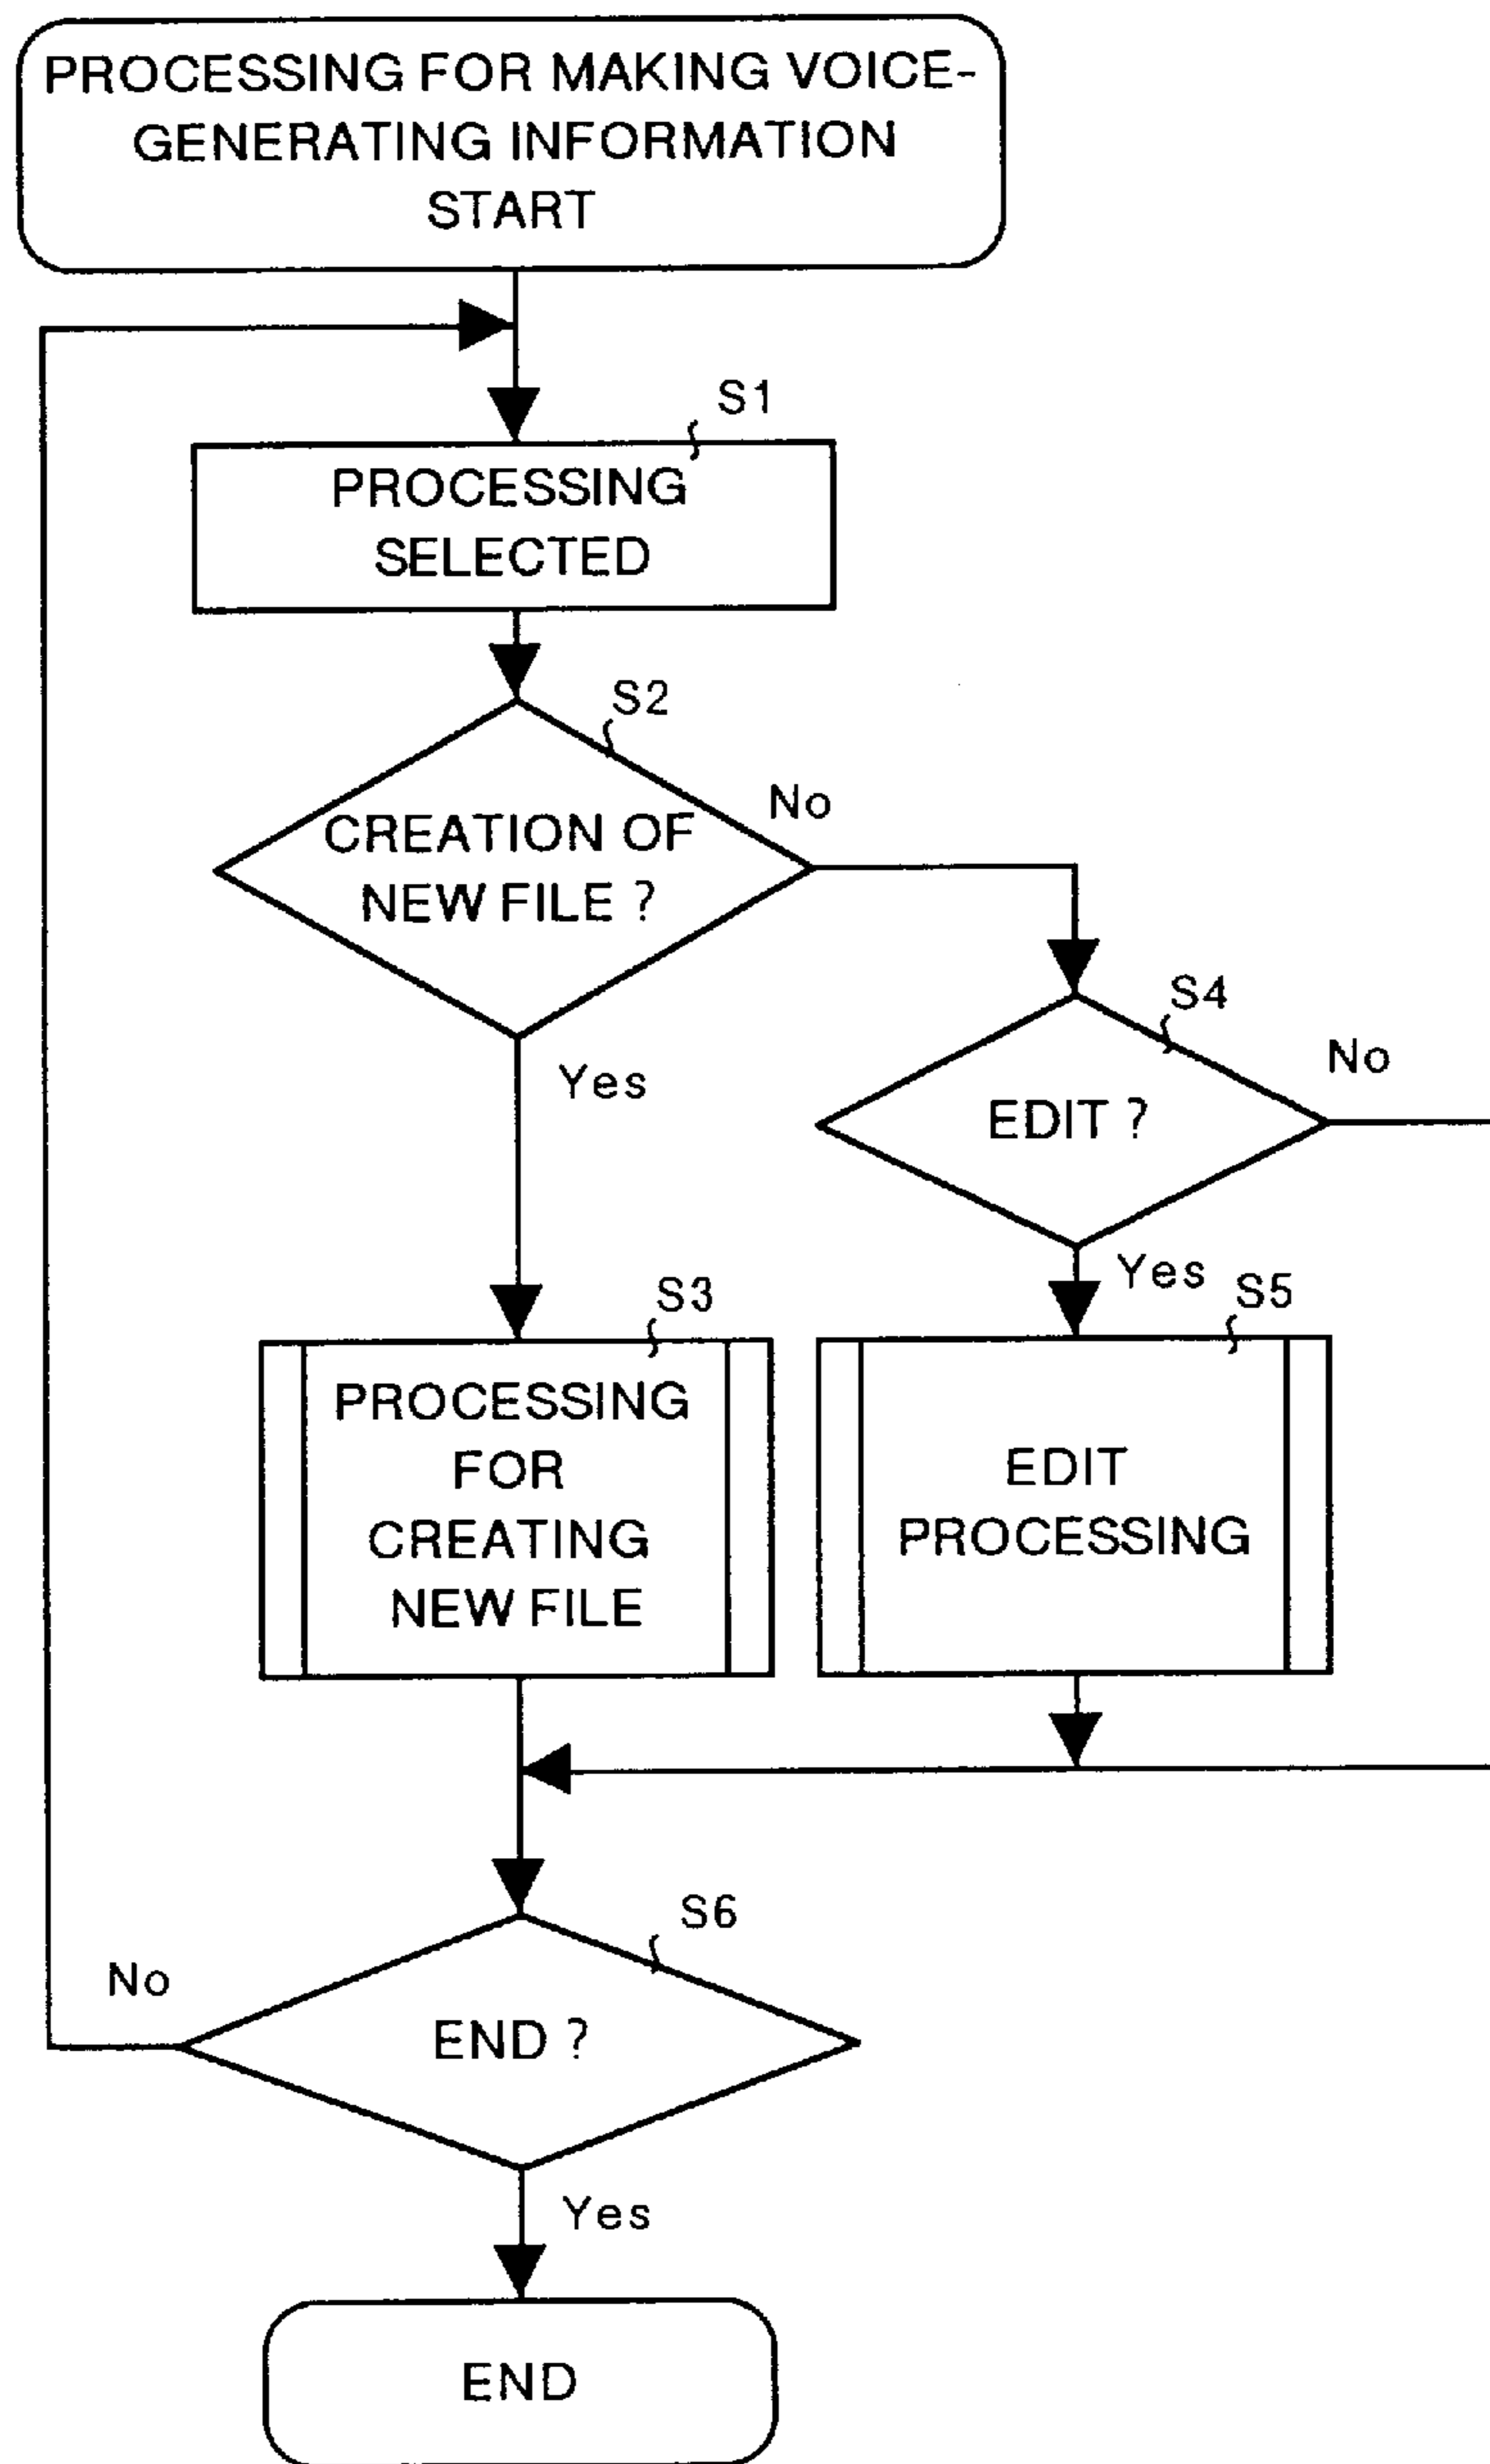 PROCESSING FOR MAKING VOICE-
GENERATING INFORMATION
START
S1
PROCESSING
SELECTED
S2
No
CREATION OF
NEW FILE ?
S4
No
Yes
EDIT ?
Yes
S3
S5
PROCESSING
FOR
CREATING
NEW FILE
EDIT
PROCESSING
S6
No
END ?
Yes
END